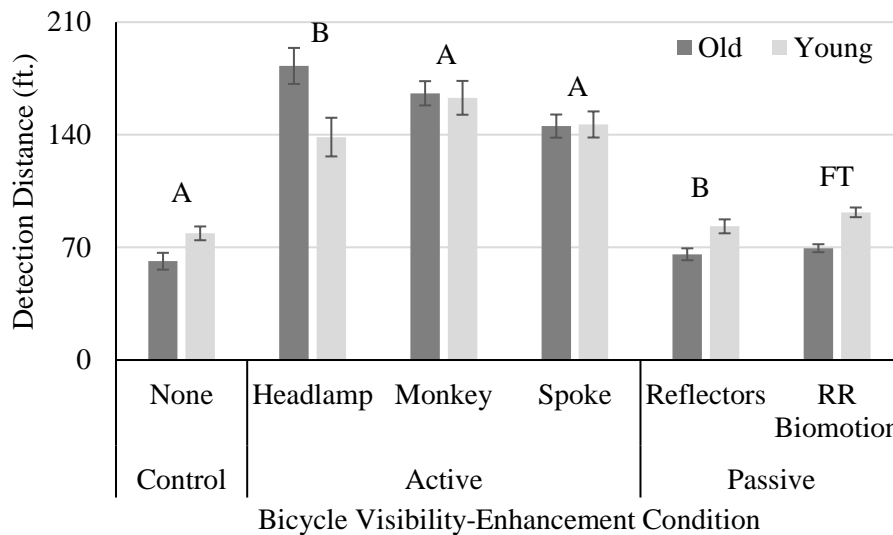 210
140
70
0
Detection Distance (ft.)
Old Young
A
B
A
A
B
FT
None Headlamp Monkey Spoke Reflectors RR
Biomotion
Control Active Passive
Bicycle Visibility-Enhancement Condition